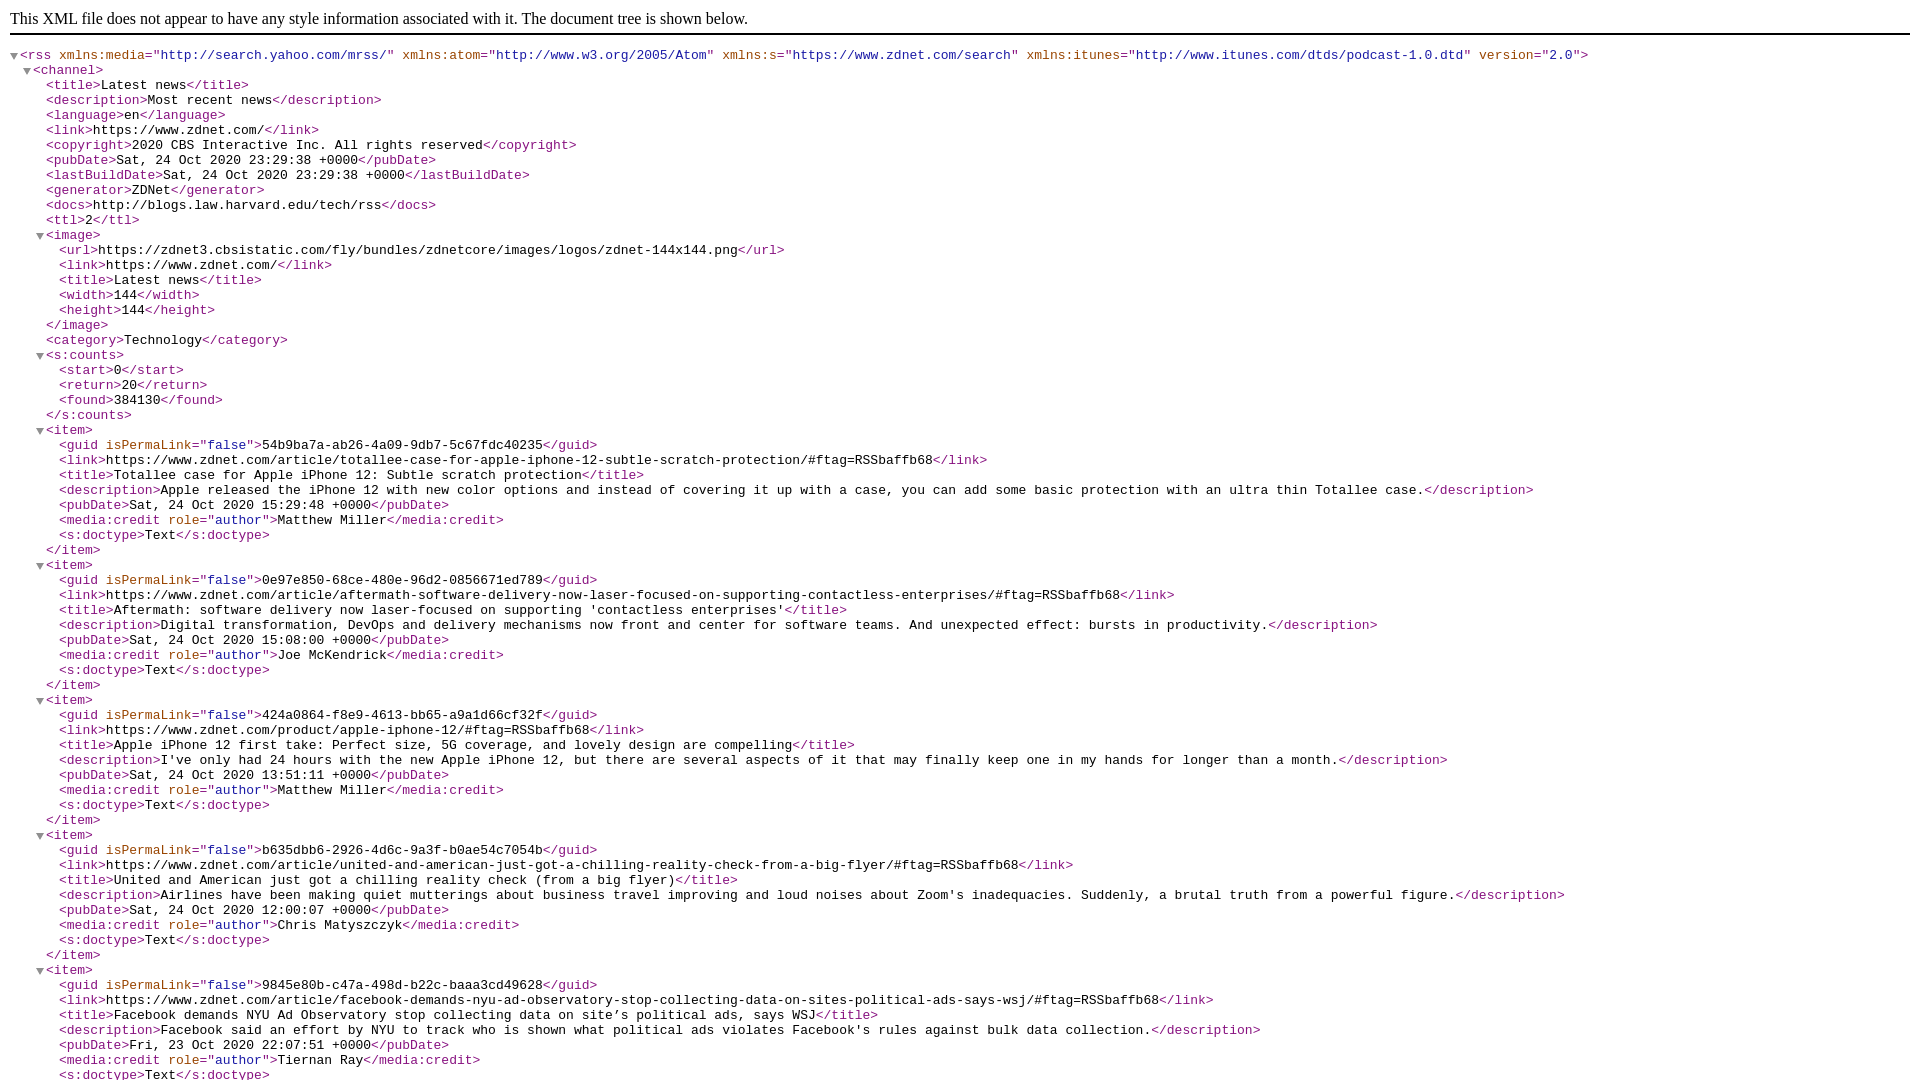 This XML file does not appear to have any style information associated with it. The document tree is shown below.
<rss xmlns:media="http://search.yahoo.com/mrss/" xmlns:atom="http://www.w3.org/2005/Atom" xmlns:s="https://www.zdnet.com/search" xmlns:itunes="http://www.itunes.com/dtds/podcast-1.0.dtd" version="2.0">
<channel>
<title>Latest news</title>
<description>Most recent news</description>
<language>en</language>
<link>https://www.zdnet.com/</link>
<copyright>2020 CBS Interactive Inc. All rights reserved</copyright>
<pubDate>Sat, 24 Oct 2020 23:29:38 +0000</pubDate>
<lastBuildDate>Sat, 24 Oct 2020 23:29:38 +0000</lastBuildDate>
<generator>ZDNet</generator>
<docs>http://blogs.law.harvard.edu/tech/rss</docs>
<ttl>2</ttl>
<image>
<url>https://zdnet3.cbsistatic.com/fly/bundles/zdnetcore/images/logos/zdnet-144x144.png</url>
<link>https://www.zdnet.com/</link>
<title>Latest news</title>
<width>144</width>
<height>144</height>
</image>
<category>Technology</category>
<s:counts>
<start>0</start>
<return>20</return>
<found>384130</found>
</s:counts>
<item>
<guid isPermaLink="false">54b9ba7a-ab26-4a09-9db7-5c67fdc40235</guid>
<link>https://www.zdnet.com/article/totallee-case-for-apple-iphone-12-subtle-scratch-protection/#ftag=RSSbaffb68</link>
<title>Totallee case for Apple iPhone 12: Subtle scratch protection</title>
<description>Apple released the iPhone 12 with new color options and instead of covering it up with a case, you can add some basic protection with an ultra thin Totallee case.</description>
<pubDate>Sat, 24 Oct 2020 15:29:48 +0000</pubDate>
<media:credit role="author">Matthew Miller</media:credit>
<s:doctype>Text</s:doctype>
</item>
<item>
<guid isPermaLink="false">0e97e850-68ce-480e-96d2-0856671ed789</guid>
<link>https://www.zdnet.com/article/aftermath-software-delivery-now-laser-focused-on-supporting-contactless-enterprises/#ftag=RSSbaffb68</link>
<title>Aftermath: software delivery now laser-focused on supporting 'contactless enterprises'</title>
<description>Digital transformation, DevOps and delivery mechanisms now front and center for software teams. And unexpected effect: bursts in productivity.</description>
<pubDate>Sat, 24 Oct 2020 15:08:00 +0000</pubDate>
<media:credit role="author">Joe McKendrick</media:credit>
<s:doctype>Text</s:doctype>
</item>
<item>
<guid isPermaLink="false">424a0864-f8e9-4613-bb65-a9a1d66cf32f</guid>
<link>https://www.zdnet.com/product/apple-iphone-12/#ftag=RSSbaffb68</link>
<title>Apple iPhone 12 first take: Perfect size, 5G coverage, and lovely design are compelling</title>
<description>I've only had 24 hours with the new Apple iPhone 12, but there are several aspects of it that may finally keep one in my hands for longer than a month.</description>
<pubDate>Sat, 24 Oct 2020 13:51:11 +0000</pubDate>
<media:credit role="author">Matthew Miller</media:credit>
<s:doctype>Text</s:doctype>
</item>
<item>
<guid isPermaLink="false">b635dbb6-2926-4d6c-9a3f-b0ae54c7054b</guid>
<link>https://www.zdnet.com/article/united-and-american-just-got-a-chilling-reality-check-from-a-big-flyer/#ftag=RSSbaffb68</link>
<title>United and American just got a chilling reality check (from a big flyer)</title>
<description>Airlines have been making quiet mutterings about business travel improving and loud noises about Zoom's inadequacies. Suddenly, a brutal truth from a powerful figure.</description>
<pubDate>Sat, 24 Oct 2020 12:00:07 +0000</pubDate>
<media:credit role="author">Chris Matyszczyk</media:credit>
<s:doctype>Text</s:doctype>
</item>
<item>
<guid isPermaLink="false">9845e80b-c47a-498d-b22c-baaa3cd49628</guid>
<link>https://www.zdnet.com/article/facebook-demands-nyu-ad-observatory-stop-collecting-data-on-sites-political-ads-says-wsj/#ftag=RSSbaffb68</link>
<title>Facebook demands NYU Ad Observatory stop collecting data on site’s political ads, says WSJ</title>
<description>Facebook said an effort by NYU to track who is shown what political ads violates Facebook's rules against bulk data collection.</description>
<pubDate>Fri, 23 Oct 2020 22:07:51 +0000</pubDate>
<media:credit role="author">Tiernan Ray</media:credit>
<s:doctype>Text</s:doctype>